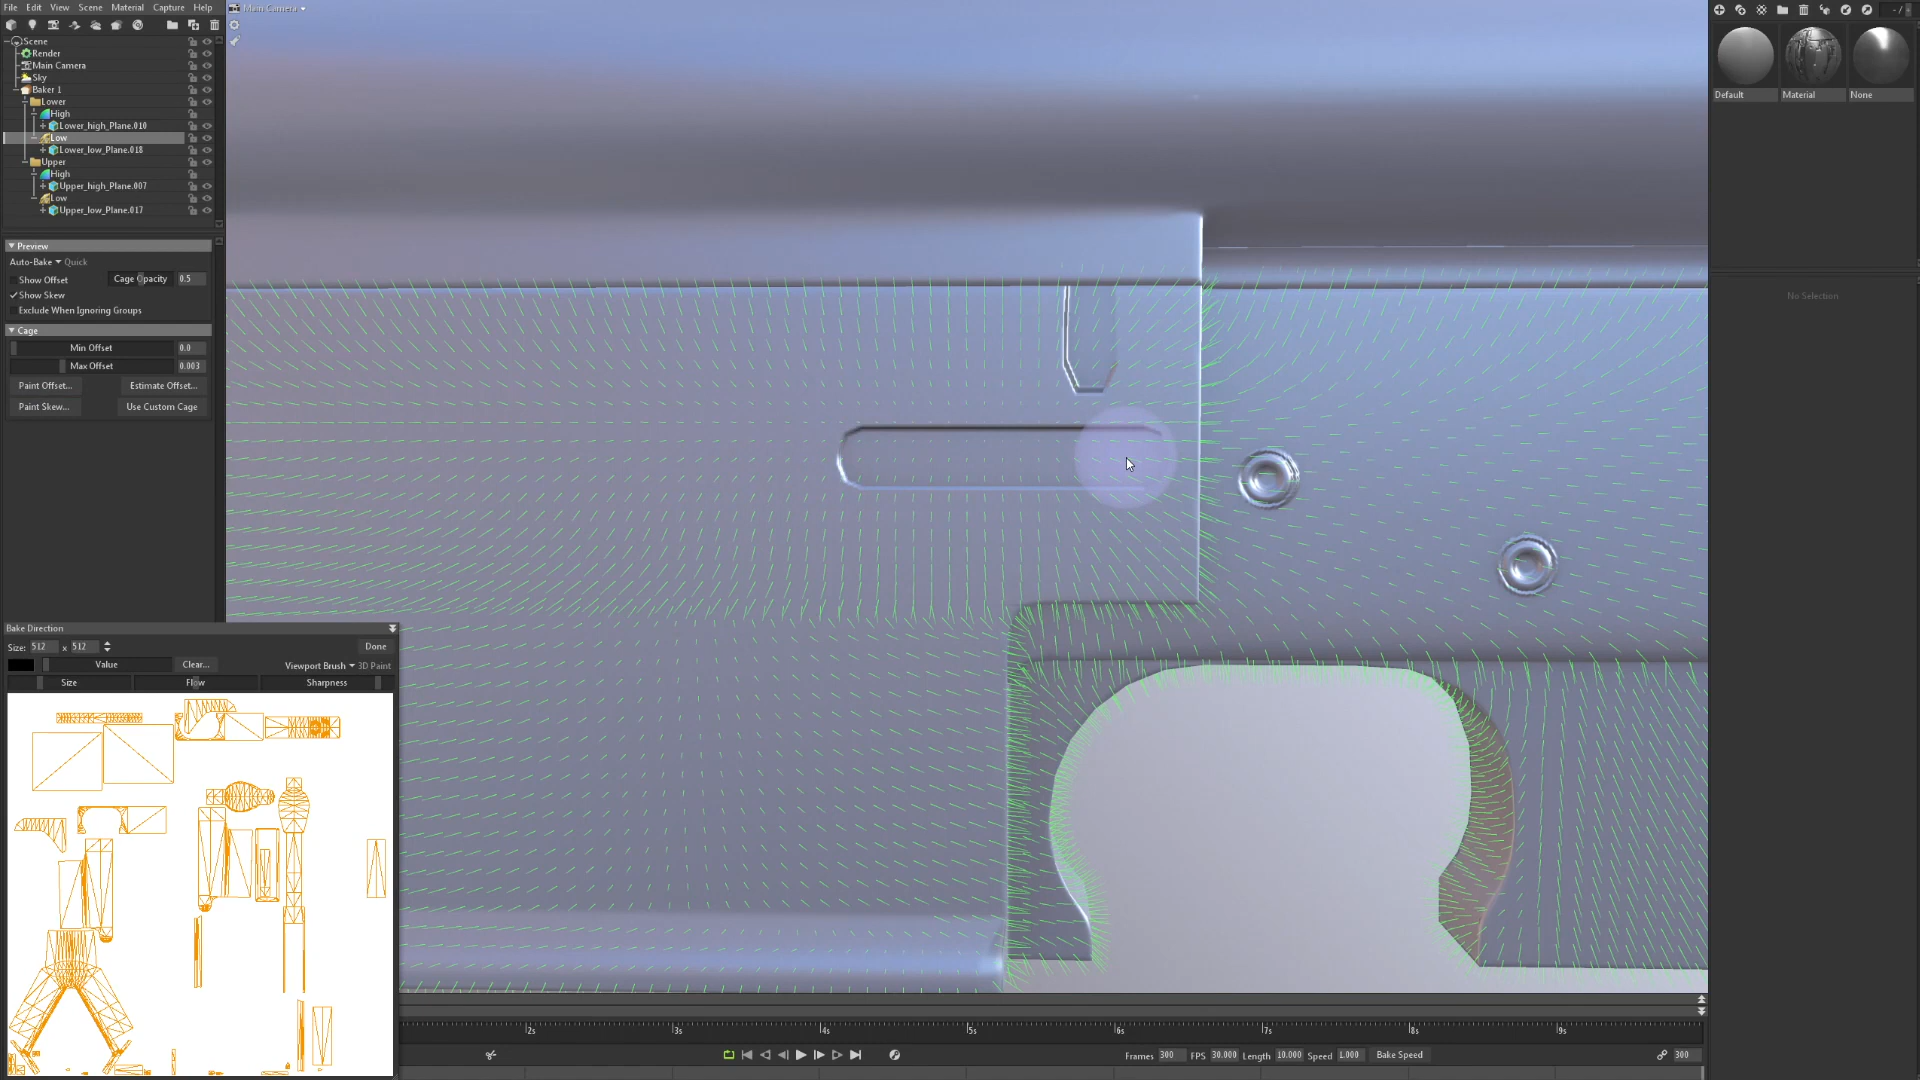 File Edit View Scene Material Capture Help
Main Camera
- /
Scene
Render
Main Camera
Sky
Baker 1
Lower
High
Lower_high_Plane.010
Low
Lower_low_Plane.018
Upper
High
Upper_high_Plane.007
Low
Upper_low_Plane.017
Default
Material
None
No Selection
Preview
Auto-Bake Quick
Show Offset Cage Opacity 0.5
Show Skew
Exclude When Ignoring Groups
Cage
Min Offset 0.0
Max Offset 0.003
Paint Offset... Estimate Offset...
Paint Skew... Use Custom Cage
Bake Direction
Size: 512 x 512 Done
Value Clear... Viewport Brush 3D Paint
Size Flow Sharpness
2s 3s 4s 5s 6s 7s 8s 9s
Frames 300 FPS 30.000 Length 10.000 Speed 1.000 Bake Speed 300